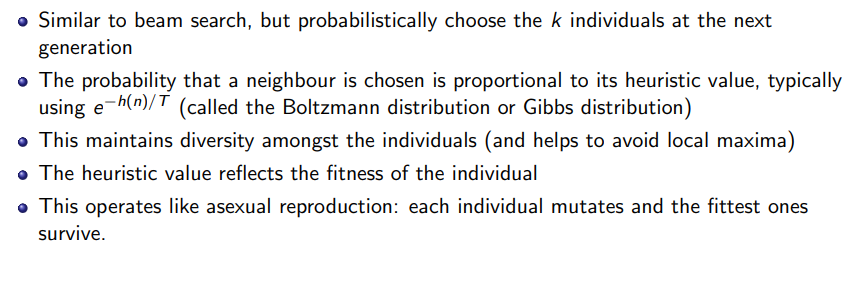 Similar to beam search, but probabilistically choose the k individuals at the next
generation
The probability that a neighbour is chosen is proportional to its heuristic value, typically
using e^{−h(n)/T} (called the Boltzmann distribution or Gibbs distribution)
This maintains diversity amongst the individuals (and helps to avoid local maxima)
The heuristic value reflects the fitness of the individual
This operates like asexual reproduction: each individual mutates and the fittest ones
survive.